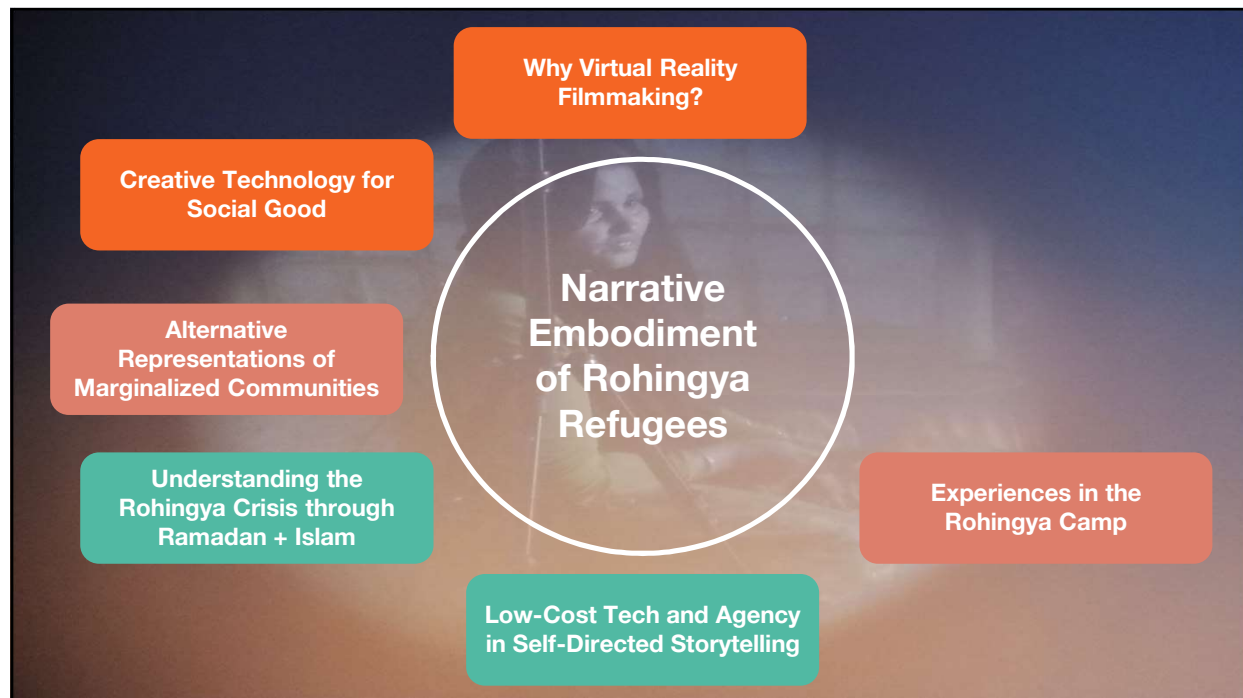 Why Virtual Reality
Filmmaking?
Creative Technology for
Social Good
Alternative
Representations of
Marginalized Communities
Understanding the
Rohingya Crisis through
Ramadan + Islam
Narrative
Embodiment
of Rohingya
Refugees
Experiences in the
Rohingya Camp
Low-Cost Tech and Agency
in Self-Directed Storytelling